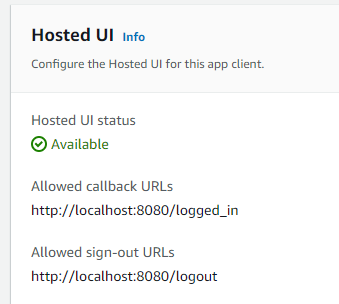 Hosted UI Info
Configure the Hosted UI for this app client.
Hosted UI status
Available
Allowed callback URLs
http://localhost:8080/logged_in
Allowed sign-out URLs
http://localhost:8080/logout